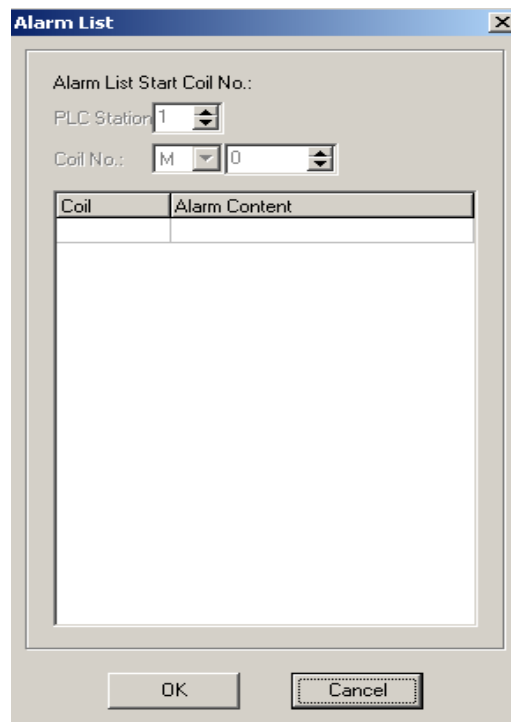 Alarm List
Alarm List Start Coil No.:
PLC Station 1
Coil No.: M 0
Coil Alarm Content
OK Cancel